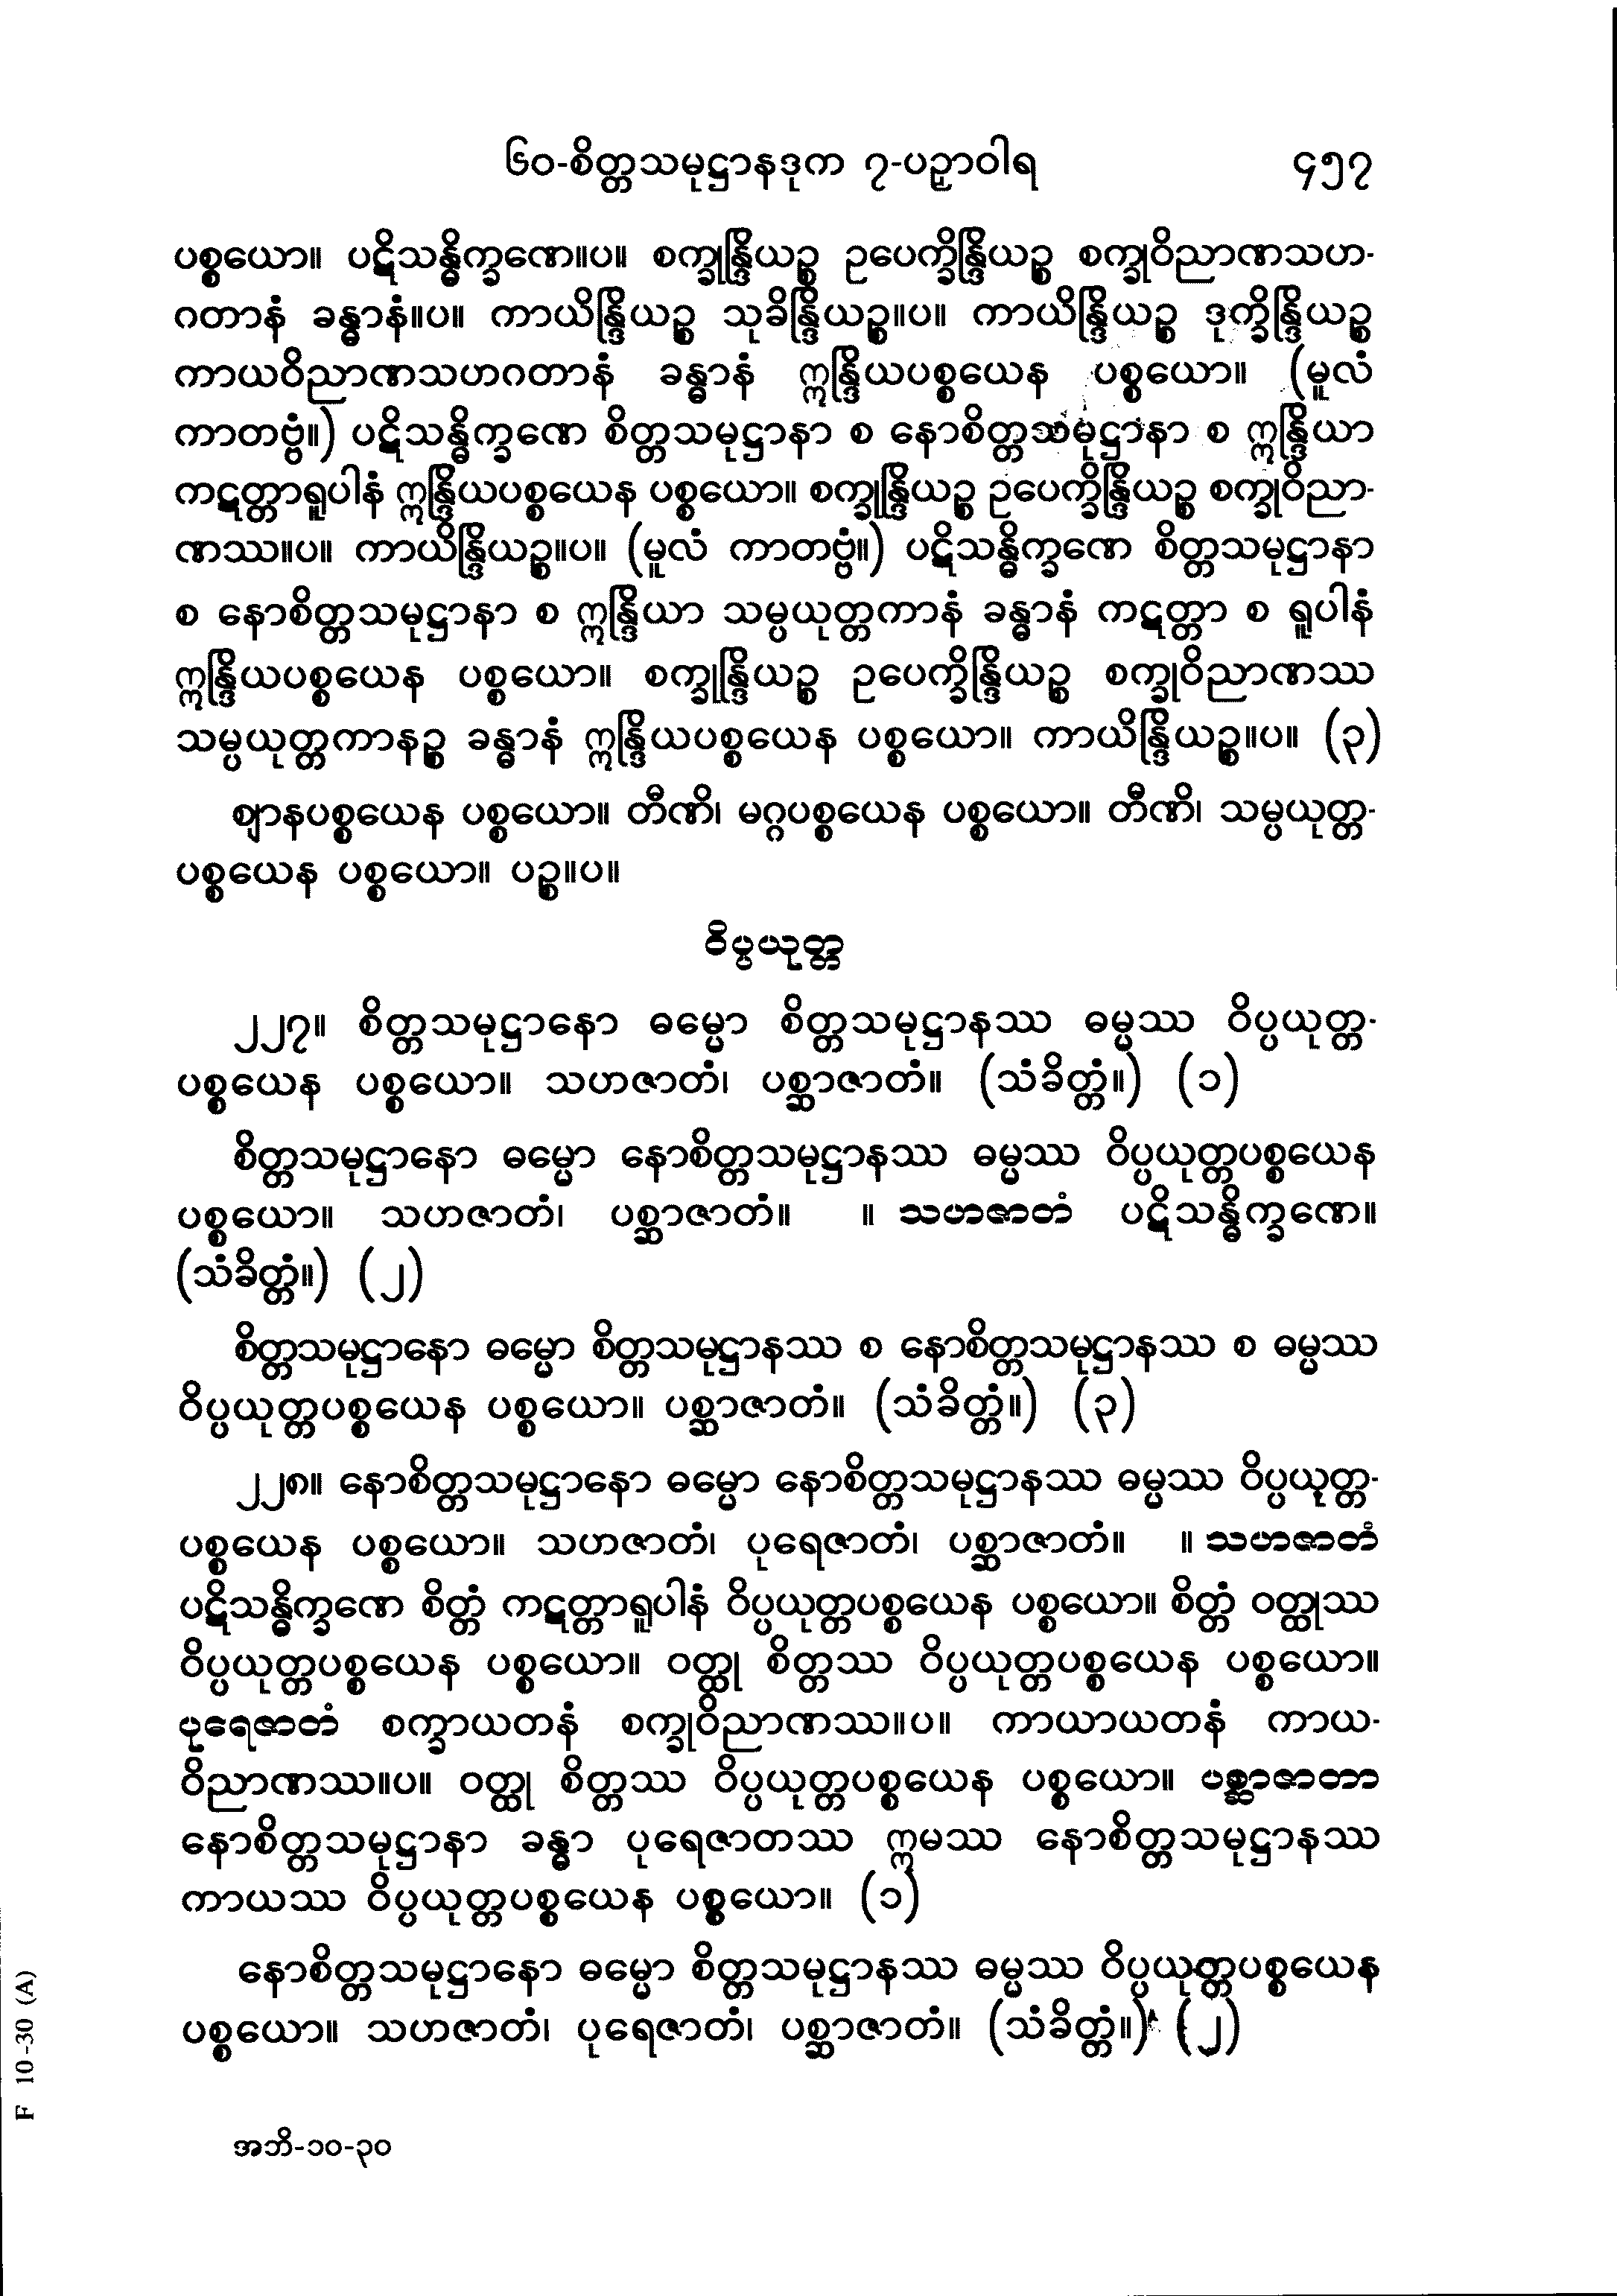 ၆၀-စိတ္တသမုဋ္ဌာနဒုက ၇-ပဉှာဝါရ ၄၅၇
ပစ္စယော။ ပဋိသန္ဓိက္ခဏေ။ပ။ စက္ခုန္ဒြိယဉ္စ ဥပေက္ခိန္ဒြိယဉ္စ စက္ခုဝိညာဏသဟ-
ဂတာနံ ခန္ဓာနံ။ပ။ ကာယိန္ဒြိယဉ္စ သုခိန္ဒြိယဉ္စ။ပ။ ကာယိန္ဒြိယဉ္စ ဒုက္ခိန္ဒြိယဉ္စ
ကာယဝိညာဏသဟဂတာနံ ခန္ဓာနံ ဣန္ဒြိယပစ္စယေန ပစ္စယော။ (မူလံ
ကာတဗ္ဗံ။) ပဋိသန္ဓိက္ခဏေ စိတ္တသမုဋ္ဌာနာ စ နောစိတ္တသမုဋ္ဌာနာ စ ဣန္ဒြိယာ
ကဋတ္တာရူပါနံ ဣန္ဒြိယပစ္စယေန ပစ္စယော။ စက္ခုန္ဒြိယဉ္စ ဥပေက္ခိန္ဒြိယဉ္စ စက္ခုဝိညာ-
ဏဿ။ပ။ ကာယိန္ဒြိယဉ္စ။ပ။ (မူလံ ကာတဗ္ဗံ။) ပဋိသန္ဓိက္ခဏေ စိတ္တသမုဋ္ဌာနာ
စ နောစိတ္တသမုဋ္ဌာနာ စ ဣန္ဒြိယာ သမ္ပယုတ္တကာနံ ခန္ဓာနံ ကဋတ္တာ စ ရူပါနံ
ဣန္ဒြိယပစ္စယေန ပစ္စယော။ စက္ခုန္ဒြိယဉ္စ ဥပေက္ခိန္ဒြိယဉ္စ စက္ခုဝိညာဏဿ
သမ္ပယုတ္တကာနဉ္စ ခန္ဓာနံ ဣန္ဒြိယပစ္စယေန ပစ္စယော။ ကာယိန္ဒြိယဉ္စ။ပ။ (၃)
ဈာနပစ္စယေန ပစ္စယော။ တီဏိ၊ မဂ္ဂပစ္စယေန ပစ္စယော။ တီဏိ၊ သမ္ပယုတ္တ-
ပစ္စယေန ပစ္စယော။ ပဉ္စ။ပ။
ဝိပ္ပယုတ္တ
၂၂၇။ စိတ္တသမုဋ္ဌာနော ဓမ္မော စိတ္တသမုဋ္ဌာနဿ ဓမ္မဿ ဝိပ္ပယုတ္တ-
ပစ္စယေန ပစ္စယော။ သဟဇာတံ၊ ပစ္ဆာဇာတံ။ (သံခိတ္တံ။) (၁)
စိတ္တသမုဋ္ဌာနော ဓမ္မော နောစိတ္တသမုဋ္ဌာနဿ ဓမ္မဿ ဝိပ္ပယုတ္တပစ္စယေန
ပစ္စယော။ သဟဇာတံ၊ ပစ္ဆာဇာတံ။ ။ သဟဇာတံ ပဋိသန္ဓိက္ခဏေ။
(သံခိတ္တံ။) (၂)
စိတ္တသမုဋ္ဌာနော ဓမ္မော စိတ္တသမုဋ္ဌာနဿ စ နောစိတ္တသမုဋ္ဌာနဿ စ ဓမ္မဿ
ဝိပ္ပယုတ္တပစ္စယေန ပစ္စယော။ ပစ္ဆာဇာတံ။ (သံခိတ္တံ။) (၃)
၂၂၈။ နောစိတ္တသမုဋ္ဌာနော ဓမ္မော နောစိတ္တသမုဋ္ဌာနဿ ဓမ္မဿ ဝိပ္ပယုတ္တ-
ပစ္စယေန ပစ္စယော။ သဟဇာတံ၊ ပုရေဇာတံ၊ ပစ္ဆာဇာတံ။ ။ သဟဇာတံ
ပဋိသန္ဓိက္ခဏေ စိတ္တံ ကဋတ္တာရူပါနံ ဝိပ္ပယုတ္တပစ္စယေန ပစ္စယော။ စိတ္တံ ဝတ္ထုဿ
ဝိပ္ပယုတ္တပစ္စယေန ပစ္စယော။ ဝတ္ထု စိတ္တဿ ဝိပ္ပယုတ္တပစ္စယေန ပစ္စယော။
ပုရေဇာတံ စက္ခာယတနံ စက္ခုဝိညာဏဿ။ပ။ ကာယာယတနံ ကာယ-
ဝိညာဏဿ။ပ။ ဝတ္ထု စိတ္တဿ ဝိပ္ပယုတ္တပစ္စယေန ပစ္စယော။ ပစ္ဆာဇာတာ
နောစိတ္တသမုဋ္ဌာနာ ခန္ဓာ ပုရေဇာတဿ ဣမဿ နောစိတ္တသမုဋ္ဌာနဿ
ကာယဿ ဝိပ္ပယုတ္တပစ္စယေန ပစ္စယော။ (၁)
နောစိတ္တသမုဋ္ဌာနော ဓမ္မော စိတ္တသမုဋ္ဌာနဿ ဓမ္မဿ ဝိပ္ပယုတ္တပစ္စယေန
ပစ္စယော။ သဟဇာတံ၊ ပုရေဇာတံ၊ ပစ္ဆာဇာတံ။ (သံခိတ္တံ။) (၂)
အဘိ-၁၀-၃၀
F 10-30 (A)